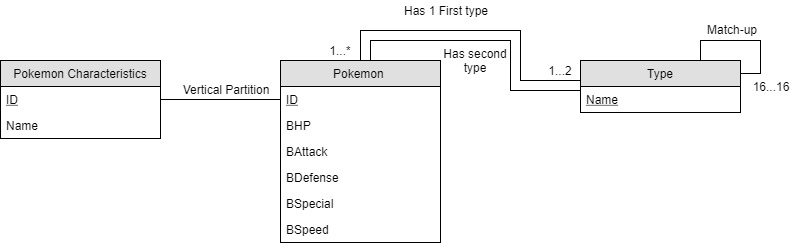 Has 1 First type
Match-up
1...*
Has second
type
1...2
16...16
Pokemon Characteristics
ID
Name
Vertical Partition
Pokemon
ID
BHP
BAttack
BDefense
BSpecial
BSpeed
Type
Name